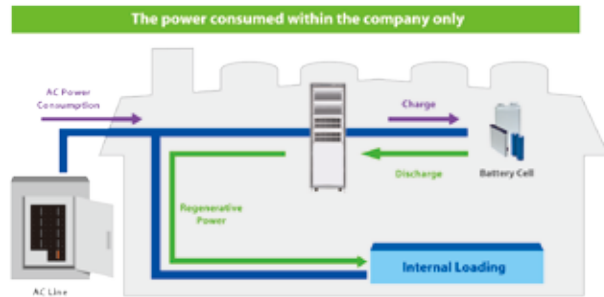 The power consumed within the company only
AC Power
Consumption
Charge
Discharge
Battery Cell
Regenerative
Power
Internal Loading
AC Line